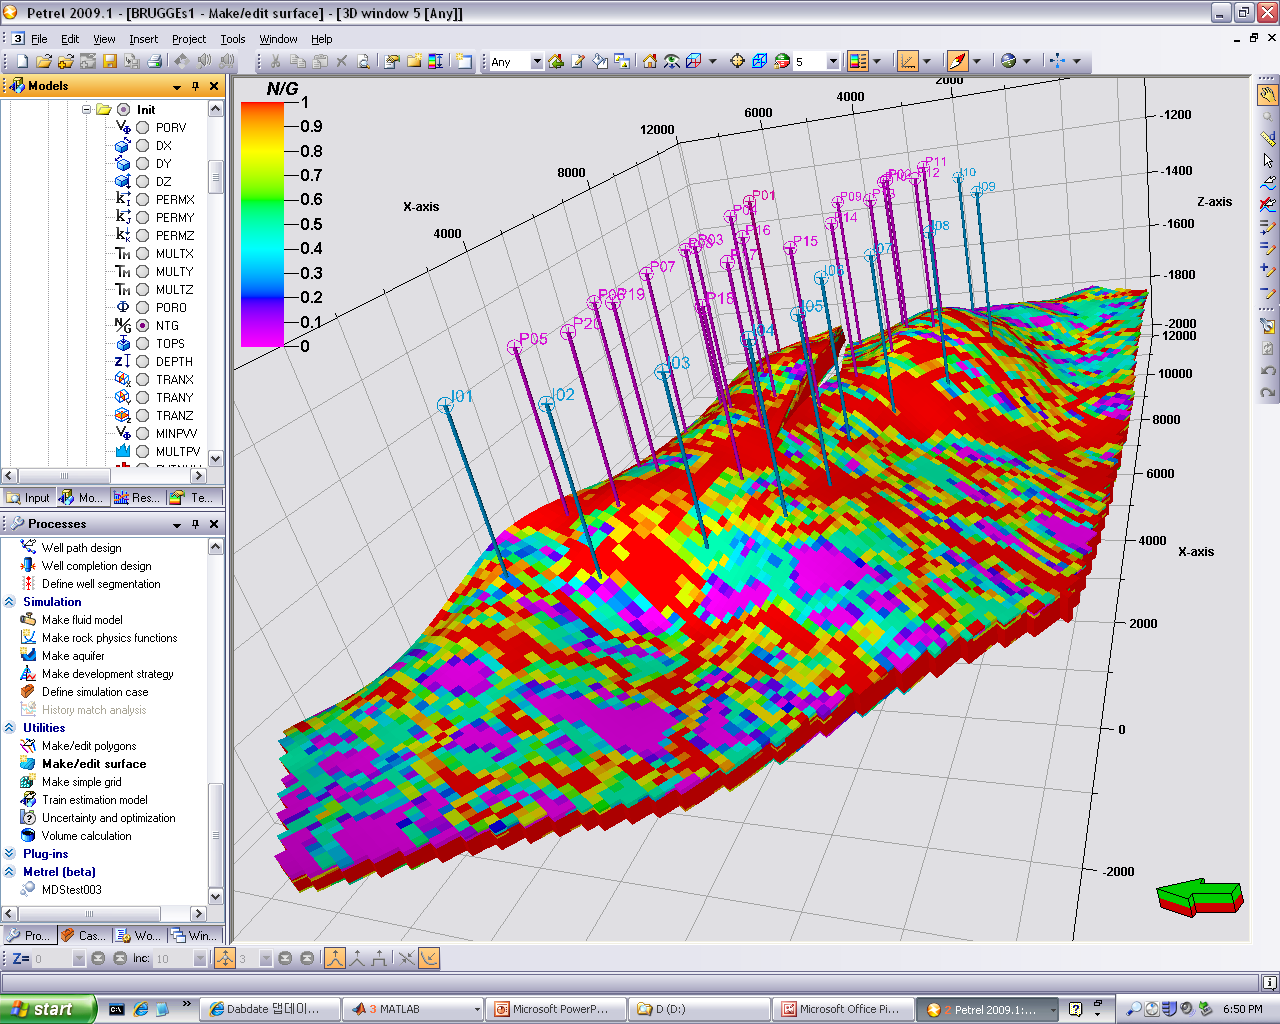 Petrel 2009.1 - [BRUGGEs1 - Make/edit surface] - [3D window 5 [Any]]
File Edit View Insert Project Tools Window Help
Any 5
Models
Init
PORV
DX
DY
DZ
PERMX
PERMY
PERMZ
MULTX
MULTY
MULTZ
PORO
NTG
TOPS
DEPTH
TRANX
TRANY
TRANZ
MINPVV
MULTPV
Input Mo... Res... Te...
Processes
Well path design
Well completion design
Define well segmentation
Simulation
Make fluid model
Make rock physics functions
Make aquifer
Make development strategy
Define simulation case
History match analysis
Utilities
Make/edit polygons
Make/edit surface
Make simple grid
Train estimation model
Uncertainty and optimization
Volume calculation
Plug-ins
Metrel (beta)
MDStest003
Pro... Cas... Wo... Win...
N/G
1
0.9
0.8
0.7
0.6
0.5
0.4
0.3
0.2
0.1
0
X-axis
4000
8000
12000
6000
4000
2000
-1200
-1400
Z-axis
-1600
-1800
-2000
12000
10000
8000
6000
4000
X-axis
2000
0
-2000
P11
P12
I10
I09
P01
P09
I08
P16
P03
P15
I07
P07
P18
I05
P19
P20
P05
I04
I03
I02
I01
Z= 0 Inc: 10 3
start
Dabdate 댑데이...
3 MATLAB
Microsoft PowerP...
D (D:)
Microsoft Office Pi...
2 Petrel 2009.1:...
6:50 PM